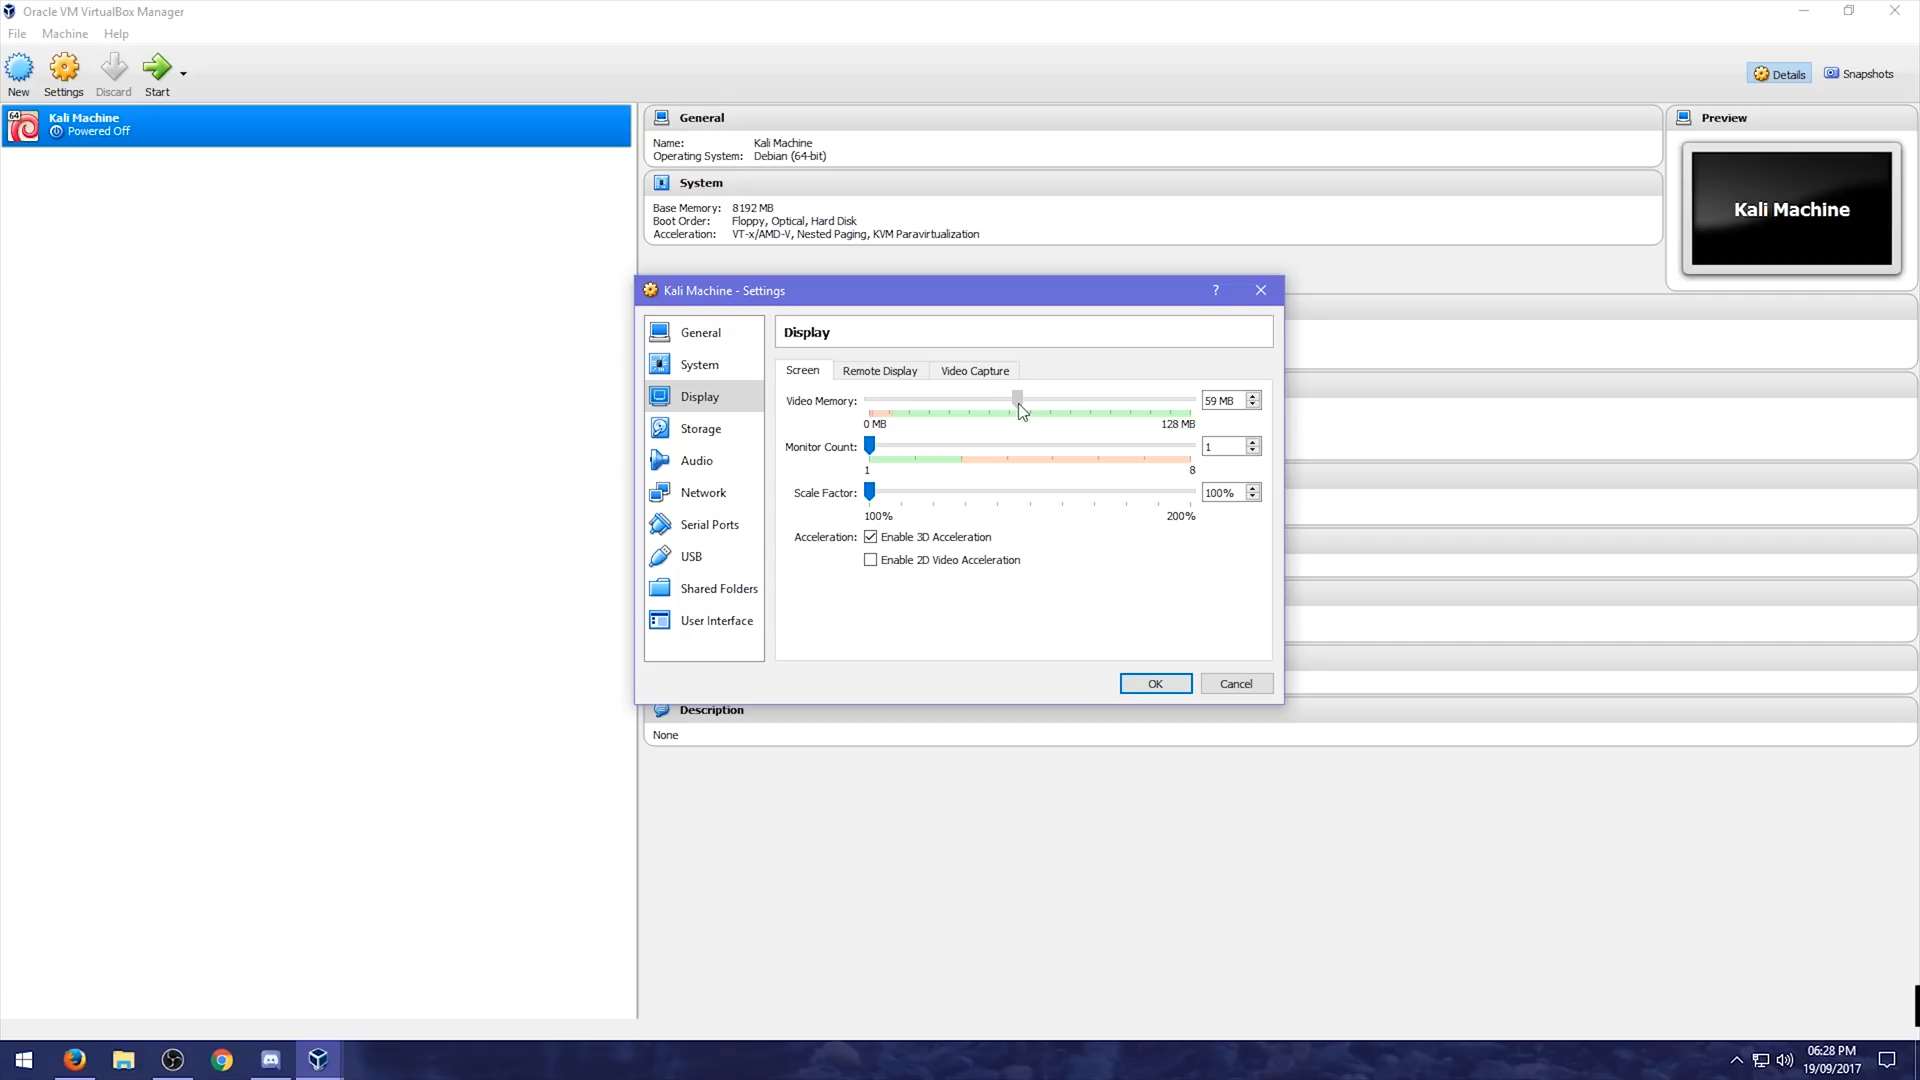 Oracle VM VirtualBox Manager
File Machine Help
New Settings Discard Start
Details Snapshots
64 Kali Machine
Powered Off
General
Name: Kali Machine
Operating System: Debian (64-bit)
System
Base Memory: 8192 MB
Boot Order: Floppy, Optical, Hard Disk
Acceleration: VT-x/AMD-V, Nested Paging, KVM Paravirtualization
Preview
Kali Machine
Kali Machine - Settings ?
General
System
Display
Storage
Audio
Network
Serial Ports
USB
Shared Folders
User Interface
Display
Screen Remote Display Video Capture
Video Memory: 59 MB
0 MB 128 MB
Monitor Count: 1
1 8
Scale Factor: 100%
100% 200%
Acceleration: Enable 3D Acceleration
Enable 2D Video Acceleration
OK Cancel
Description
None
06:28 PM
19/09/2017